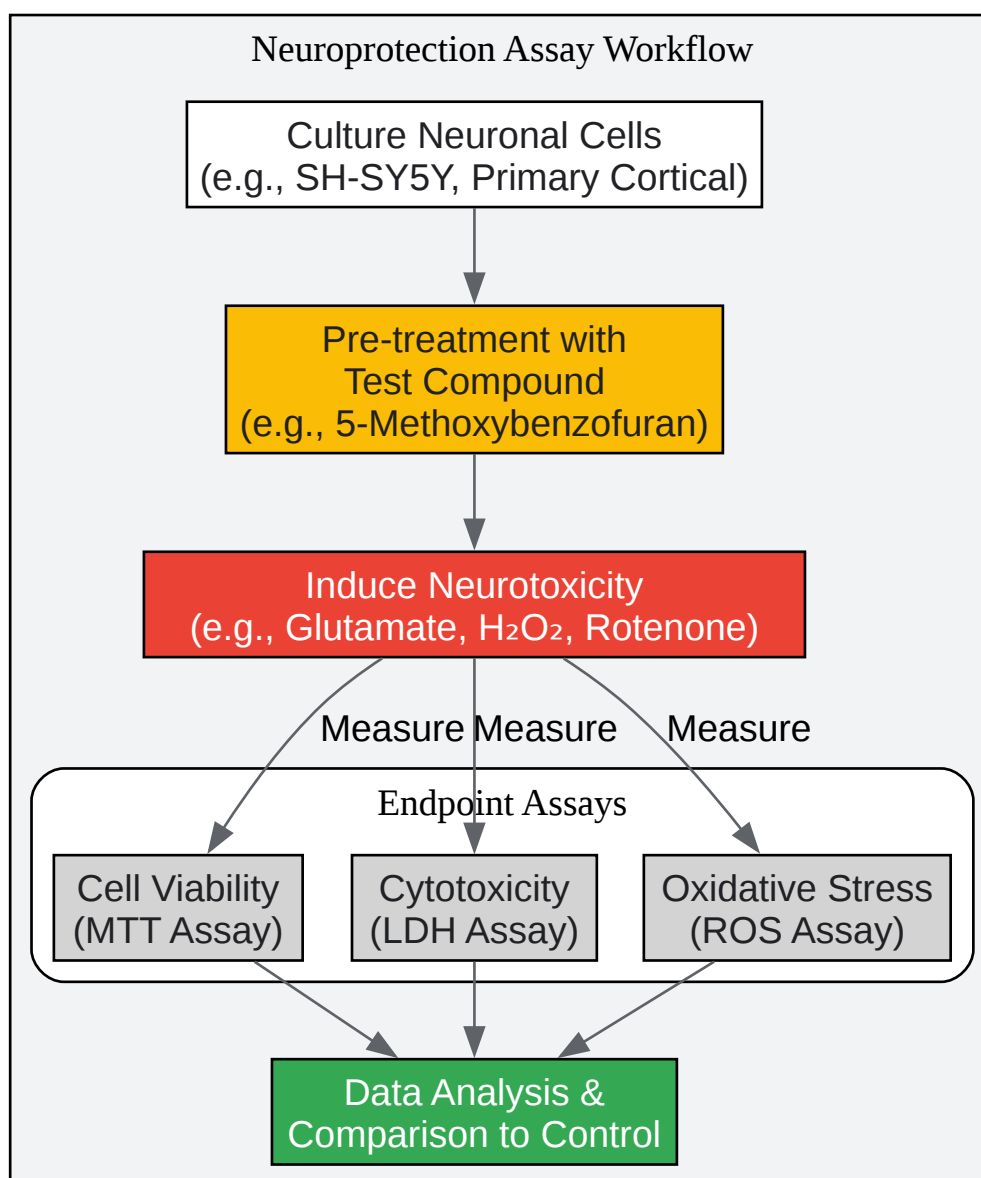 Neuroprotection Assay Workflow
Culture Neuronal Cells
(e.g., SH-SY5Y, Primary Cortical)
Pre-treatment with
Test Compound
(e.g., 5-Methoxybenzofuran)
Induce Neurotoxicity
(e.g., Glutamate, H₂O₂, Rotenone)
Measure Measure Measure
Endpoint Assays
Cell Viability
(MTT Assay)
Cytotoxicity
(LDH Assay)
Oxidative Stress
(ROS Assay)
Data Analysis &
Comparison to Control